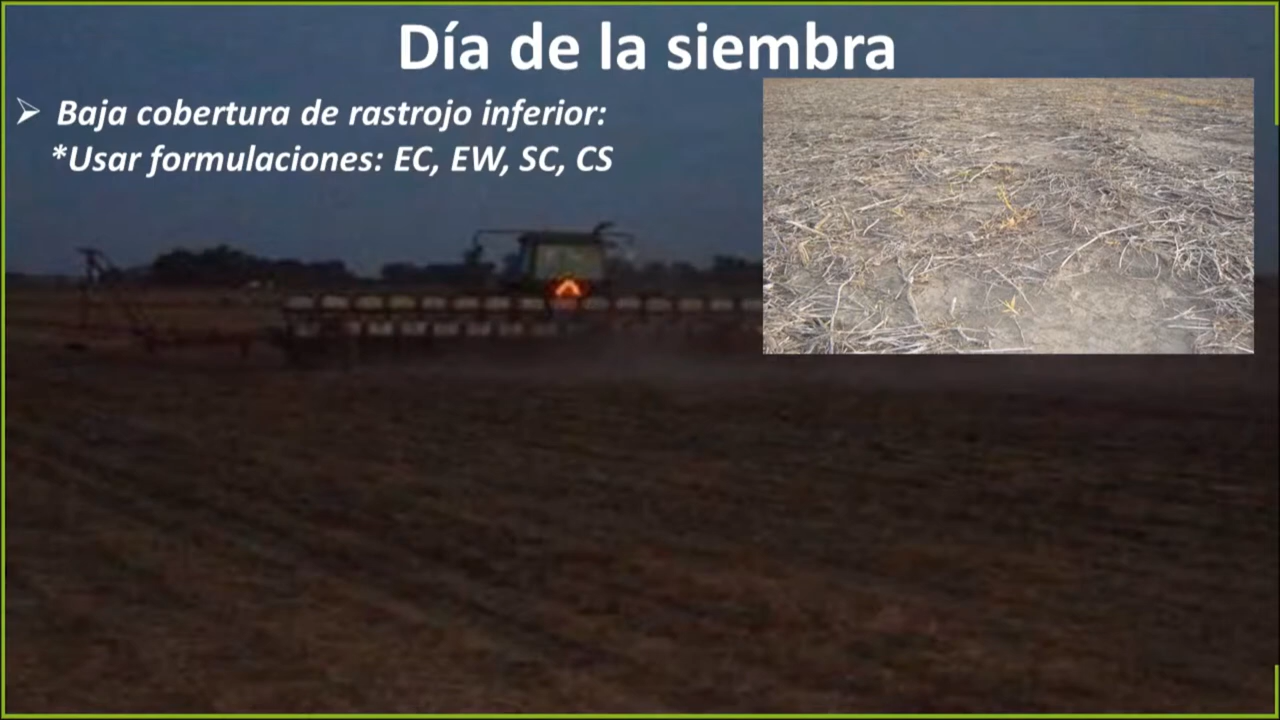 Día de la siembra
➢ Baja cobertura de rastrojo inferior:
*Usar formulaciones: EC, EW, SC, CS